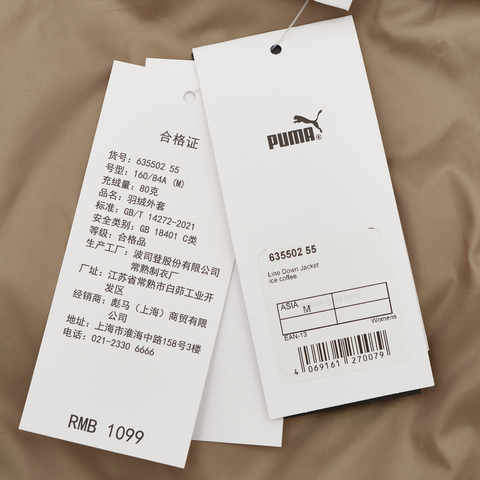 合格证
货号: 635502 55
号型: 160/84A (M)
充绒量: 80克
品名: 羽绒外套
标准: GB/T 14272-2021
安全类别: GB 18401 C类
等级: 合格品
生产工厂: 波司登股份有限公司
常熟制衣厂
厂址: 江苏省常熟市白茆工业开
发区
经销商: 彪马(上海)商贸有限
公司
地址: 上海市淮海中路158号3楼
电话: 021-2330 6666
RMB 1099
PUMA®
635502 55
Line Down Jacket
ice coffee
ASIA M
Womens
EAN-13
4 069161 270079